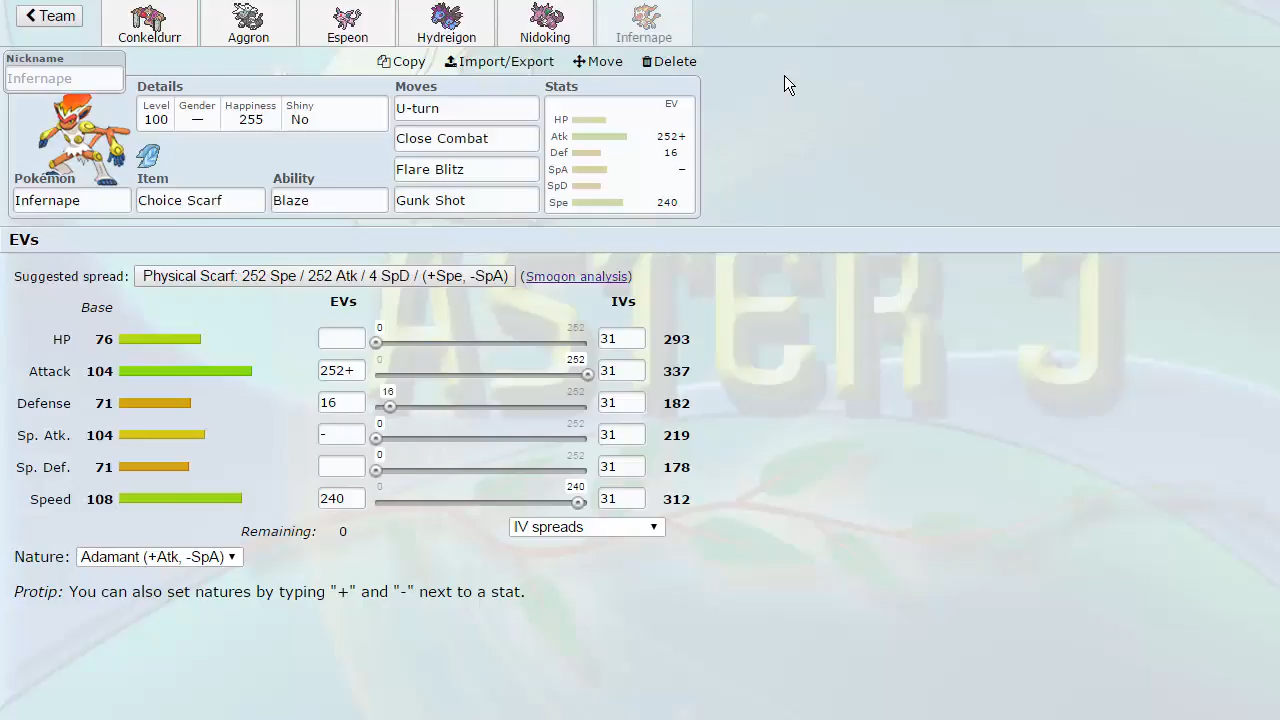 Team
Conkeldurr
Aggron
Espeon
Hydreigon
Nidoking
Infernape
Copy Import/Export Move Delete
Nickname
Infernape
Details
Level Gender Happiness Shiny
100 — 255 No
Pokémon Item Ability
Infernape Choice Scarf Blaze
Moves
U-turn
Close Combat
Flare Blitz
Gunk Shot
Stats
EV
HP
Atk 252+
Def 16
SpA −
SpD
Spe 240
EVs
Suggested spread: Physical Scarf: 252 Spe / 252 Atk / 4 SpD / (+Spe, -SpA) (Smogon analysis)
Base EVs IVs
HP 76 0 252 31 293
Attack 104 252+ 0 252 31 337
Defense 71 16 16 252 31 182
Sp. Atk. 104 - 0 252 31 219
Sp. Def. 71 0 252 31 178
Speed 108 240 0 240 31 312
Remaining: 0 IV spreads
Nature: Adamant (+Atk, -SpA)
Protip: You can also set natures by typing "+" and "-" next to a stat.
ASTER J